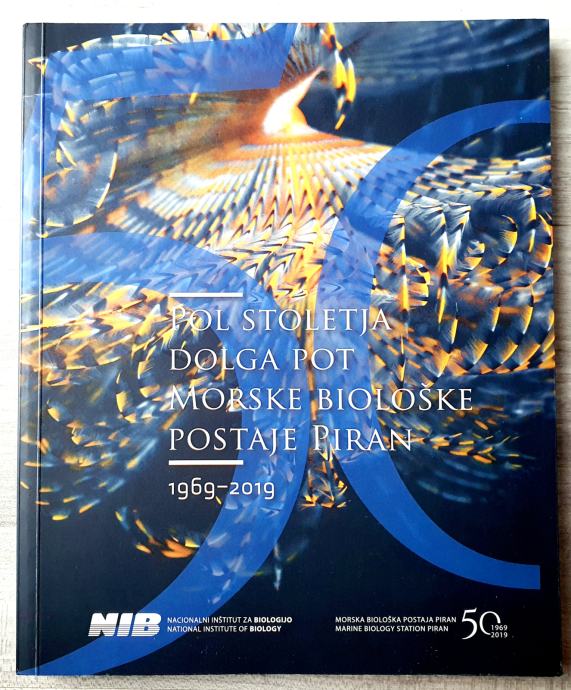 POL STOLETJA
DOLGA POT
MORSKE BIOLOŠKE
POSTAJE PIRAN
1969–2019
NIB
NACIONALNI INŠTITUT ZA BIOLOGIJO
NATIONAL INSTITUTE OF BIOLOGY
MORSKA BIOLOŠKA POSTAJA PIRAN
MARINE BIOLOGY STATION PIRAN
50
1969
2019